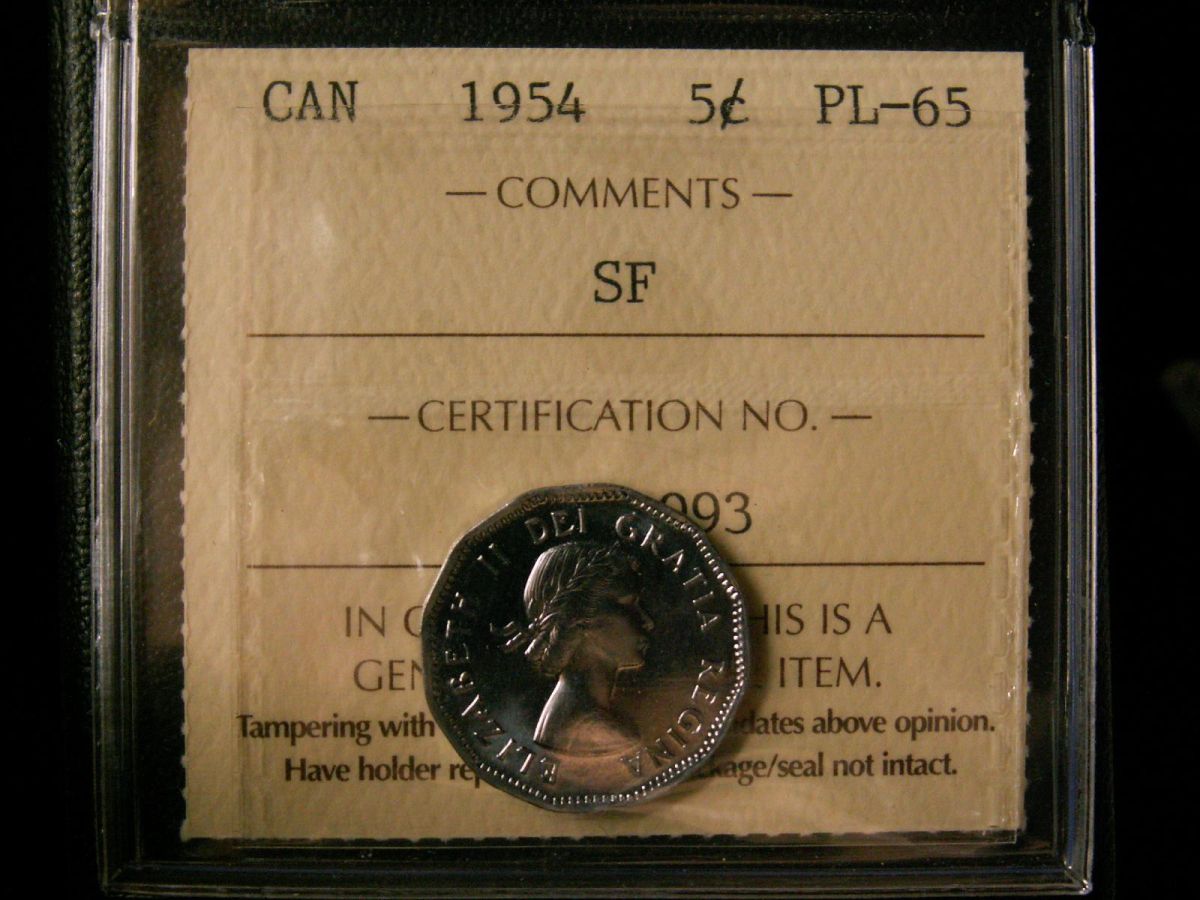 CAN 1954 5¢ PL-65
— COMMENTS —
SF
— CERTIFICATION NO. —
993
IN HIS IS A
GEN ITEM.
Tampering with dates above opinion.
Have holder kage/seal not intact.
ELIZABETH II DEI GRATIA REGINA